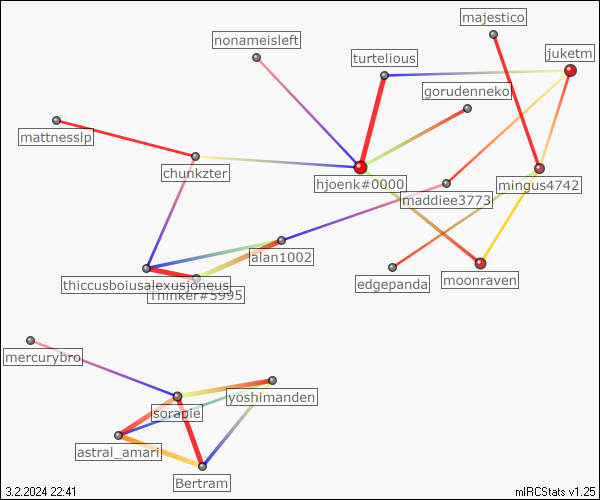 majestico
nonameisleft
juketm
turtelious
gorudenneko
mattnesslp
chunkzter
hjoenk#0000
mingus4742
maddiee3773
alan1002
thiccusboiusalexusjoneus
Thinker#5995
edgepanda
moonraven
mercurybro
yoshimanden
sorapie
astral_amari
Bertram
3.2.2024 22:41
mIRCStats v1.25